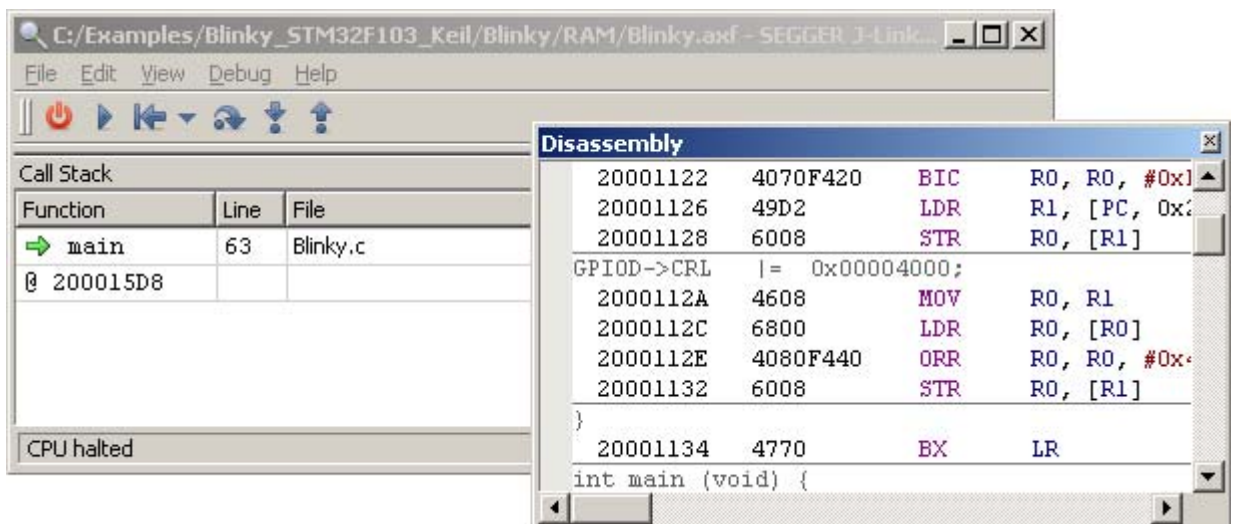 C:/Examples/Blinky_STM32F103_Keil/Blinky/RAM/Blinky.axf - SEGGER J-Link...
File Edit View Debug Help
Call Stack
Function Line File
main 63 Blinky.c
@ 200015D8
CPU halted
Disassembly
20001122 4070F420 BIC R0, R0,
20001126 49D2 LDR R1, [PC,
20001128 6008 STR R0, [R1]
GPIOD->CRL |= 0x00004000;
2000112A 4608 MOV R0, R1
2000112C 6800 LDR R0, [R0]
2000112E 4080F440 ORR R0, R0,
20001132 6008 STR R0, [R1]
}
20001134 4770 BX LR
int main (void) {